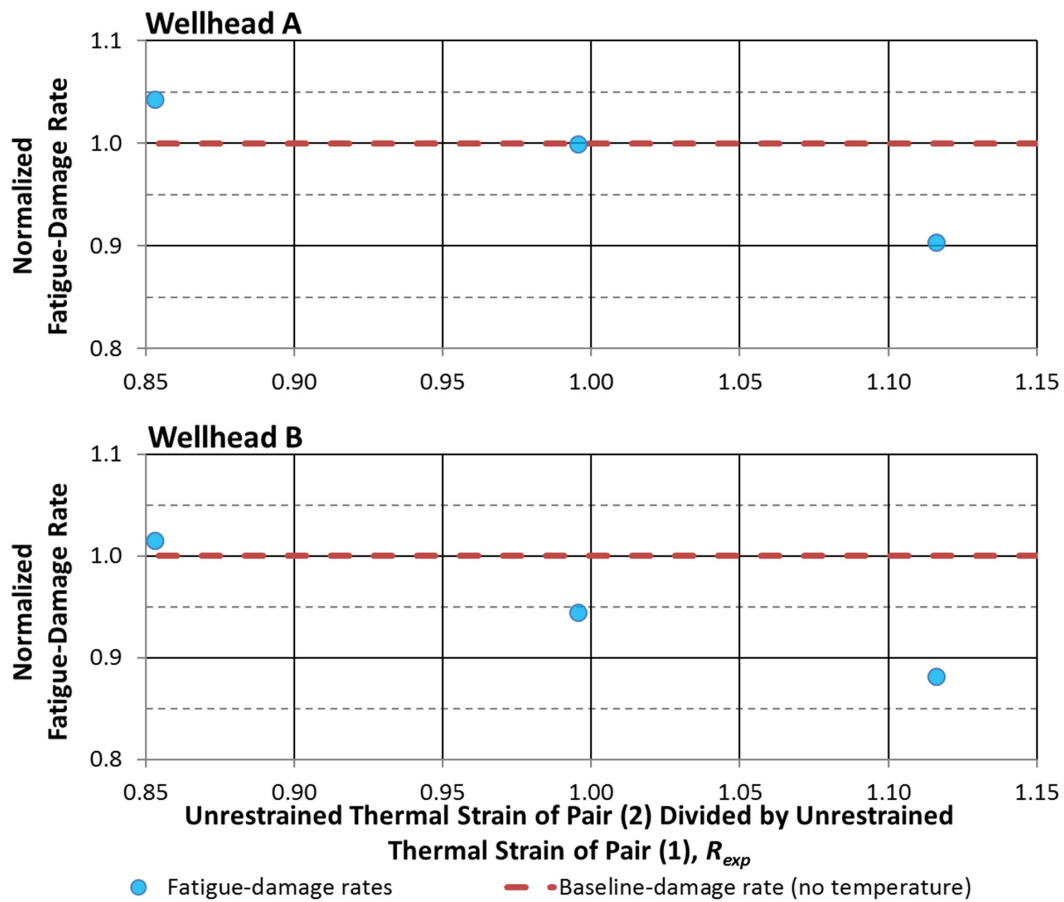 Wellhead A
Normalized
Fatigue-Damage Rate
1.1
1.0
0.9
0.8
0.85 0.90 0.95 1.00 1.05 1.10 1.15
Wellhead B
Normalized
Fatigue-Damage Rate
1.1
1.0
0.9
0.8
0.85 0.90 0.95 1.00 1.05 1.10 1.15
Unrestrained Thermal Strain of Pair (2) Divided by Unrestrained
Thermal Strain of Pair (1), Rexp
Fatigue-damage rates Baseline-damage rate (no temperature)